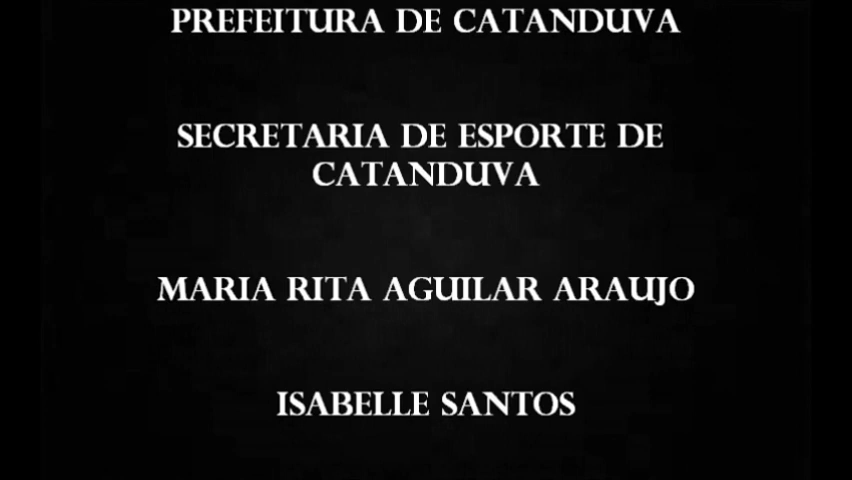 PREFEITURA DE CATANDUVA
SECRETARIA DE ESPORTE DE
CATANDUVA
MARIA RITA AGUILAR ARAUJO
ISABELLE SANTOS